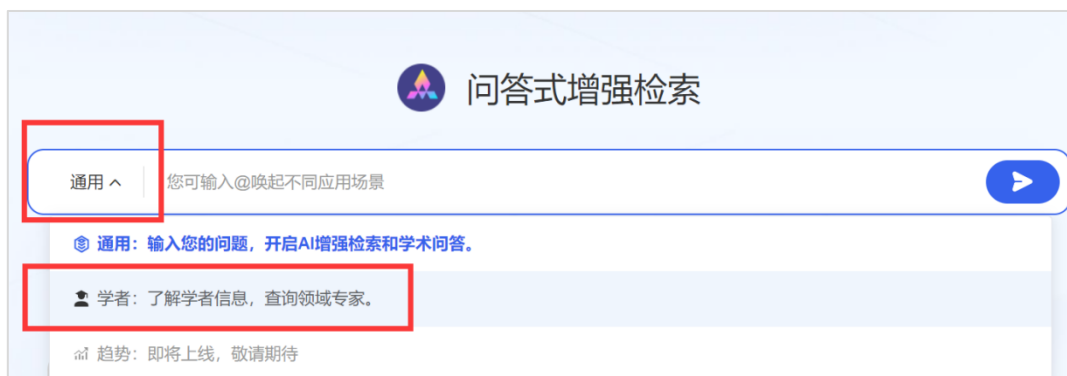 问答式增强检索
通用 您可输入@唤起不同应用场景
通用：输入您的问题，开启AI增强检索和学术问答。
学者：了解学者信息，查询领域专家。
趋势：即将上线，敬请期待